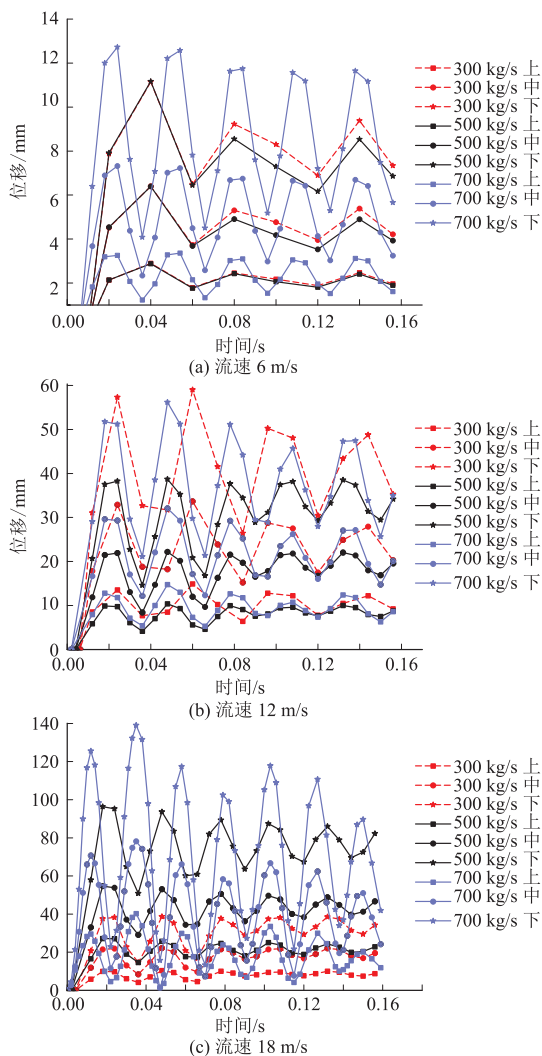 14
12
10
8
6
4
2
位移/mm
0.00 0.04 0.08 0.12 0.16
时间/s
300 kg/s 上
300 kg/s 中
300 kg/s 下
500 kg/s 上
500 kg/s 中
500 kg/s 下
700 kg/s 上
700 kg/s 中
700 kg/s 下
(a) 流速 6 m/s
60
50
40
30
20
10
0
位移/mm
0.00 0.04 0.08 0.12 0.16
时间/s
300 kg/s 上
300 kg/s 中
300 kg/s 下
500 kg/s 上
500 kg/s 中
500 kg/s 下
700 kg/s 上
700 kg/s 中
700 kg/s 下
(b) 流速 12 m/s
140
120
100
80
60
40
20
0
位移/mm
0.00 0.04 0.08 0.12 0.16
时间/s
300 kg/s 上
300 kg/s 中
300 kg/s 下
500 kg/s 上
500 kg/s 中
500 kg/s 下
700 kg/s 上
700 kg/s 中
700 kg/s 下
(c) 流速 18 m/s